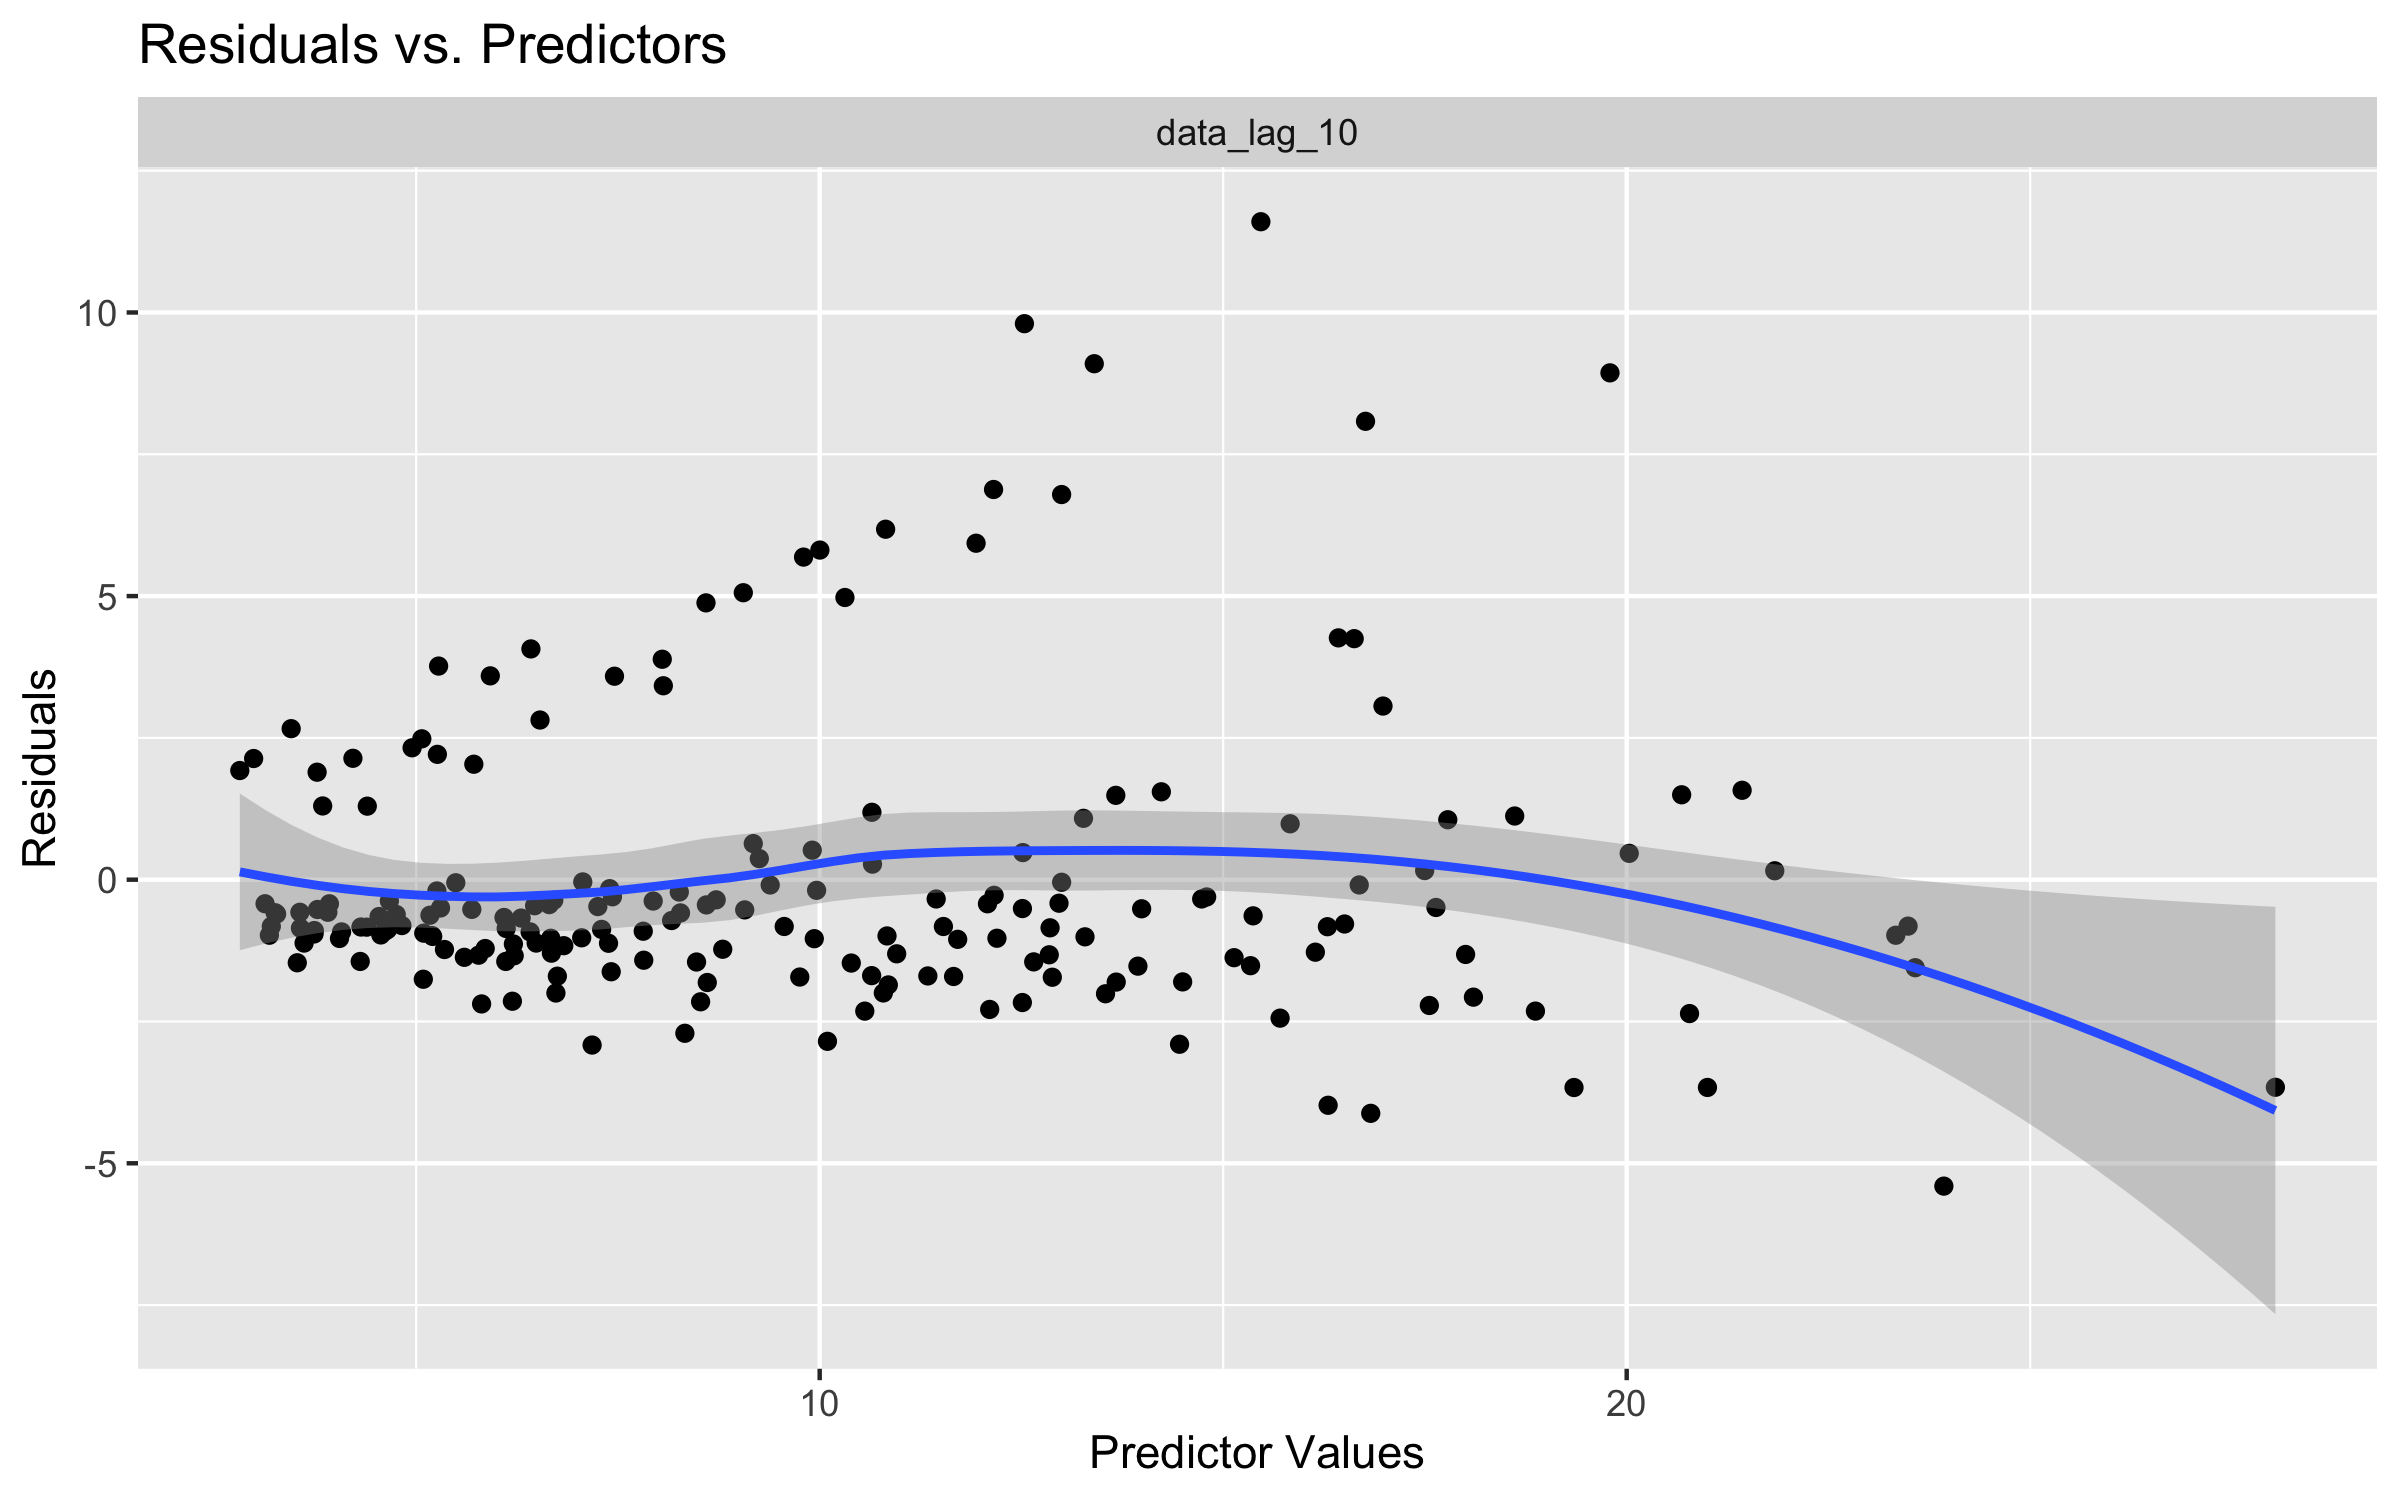 Residuals vs. Predictors
data_lag_10
10
5
0
-5
Residuals
10 20
Predictor Values